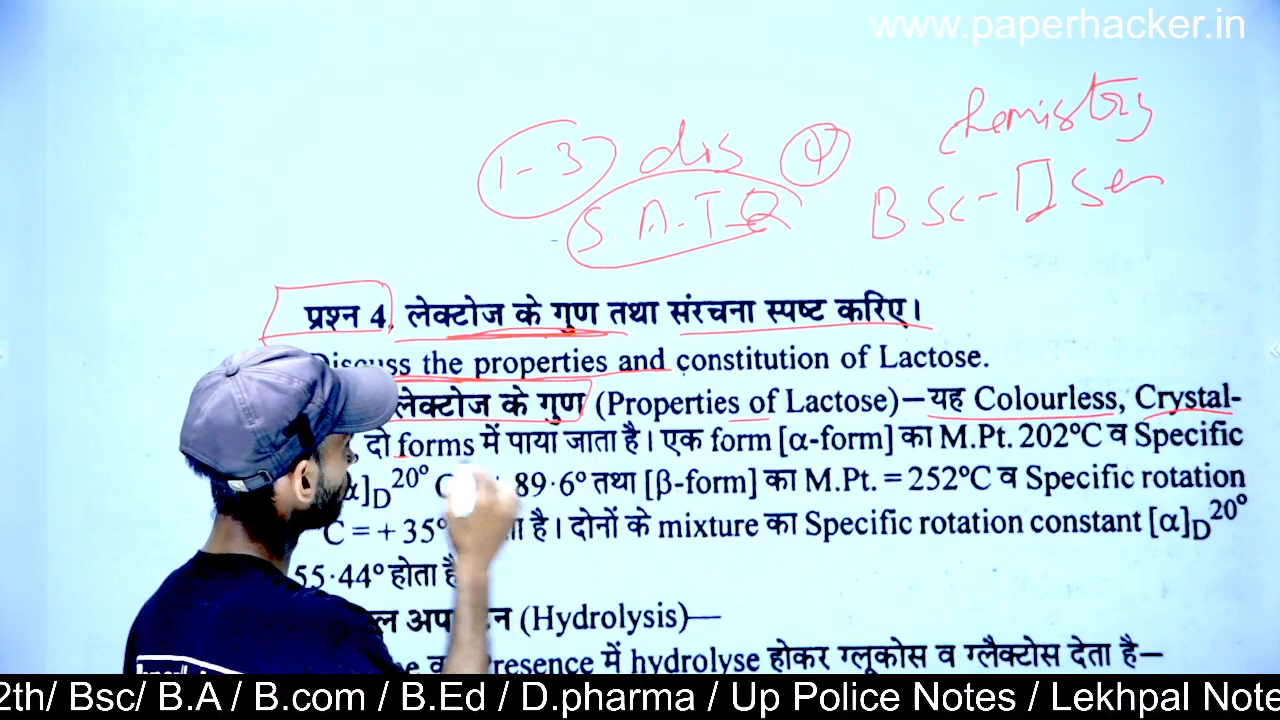 www.paperhacker.in
chemistry
1-3 dis 4
S.A.T.Q
BSc-II Sem
प्रश्न 4. लेक्टोज के गुण तथा संरचना स्पष्ट करिए।
Discuss the properties and constitution of Lactose.
लेक्टोज के गुण (Properties of Lactose)–यह Colourless, Crystal-
दो forms में पाया जाता है। एक form [α-form] का M.Pt. 202°C व Specific
α]D20° 89·6° तथा [β-form] का M.Pt. = 252°C व Specific rotation
C = + 35° है। दोनों के mixture का Specific rotation constant [α]D20°
55·44° होता है
(Hydrolysis)—
presence में hydrolyse होकर ग्लूकोस व ग्लैक्टोस देता है–
2th/ Bsc/ B.A / B.com / B.Ed / D.pharma / Up Police Notes / Lekhpal Note